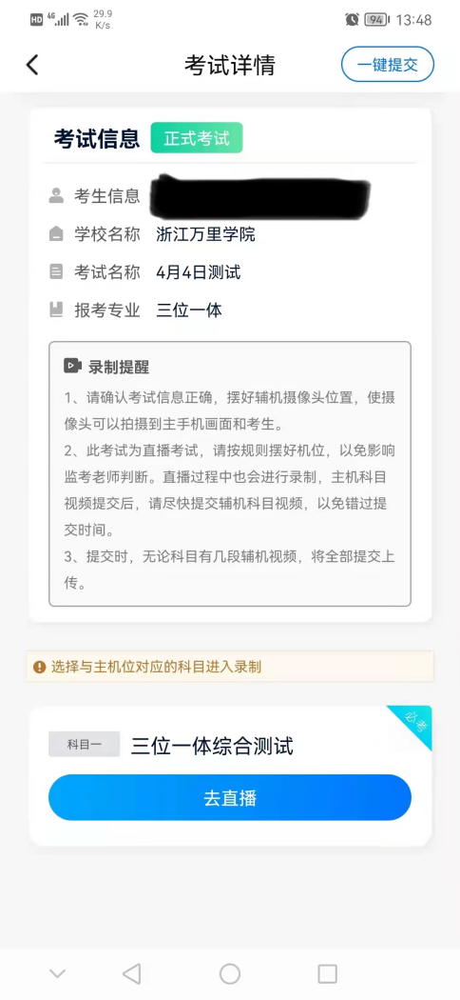 HD 4G 29.9 K/s 94 13:48
考试详情 一键提交
考试信息 正式考试
考生信息
学校名称 浙江万里学院
考试名称 4月4日测试
报考专业 三位一体
录制提醒
1、请确认考试信息正确，摆好辅机摄像头位置，使摄
像头可以拍摄到主手机画面和考生。
2、此考试为直播考试，请按规则摆好机位，以免影响
监考老师判断。直播过程中也会进行录制，主机科目
视频提交后，请尽快提交辅机科目视频，以免错过提
交时间。
3、提交时，无论科目有几段辅机视频，将全部提交上
传。
选择与主机位对应的科目进入录制
必考
科目一 三位一体综合测试
去直播